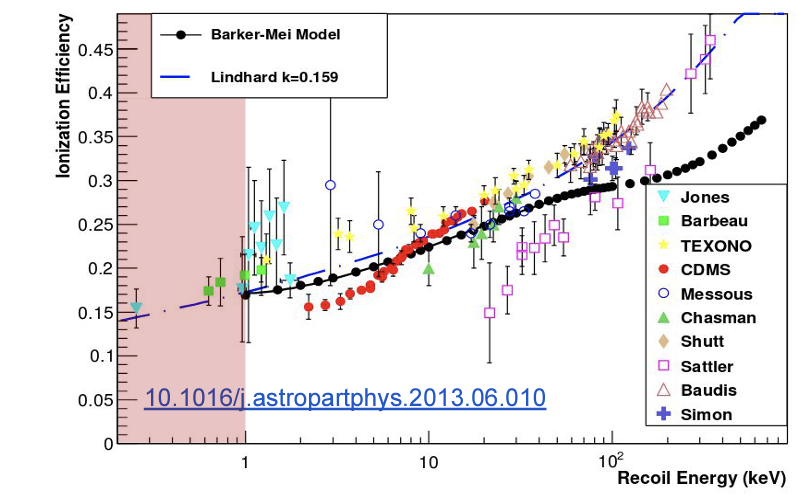 Ionization Efficiency
0.45
0.4
0.35
0.3
0.25
0.2
0.15
0.1
0.05
0
Barker-Mei Model
Lindhard k=0.159
Jones
Barbeau
TEXONO
CDMS
Messous
Chasman
Shutt
Sattler
Baudis
Simon
10.1016/j.astropartphys.2013.06.010
1
10
10²
Recoil Energy (keV)